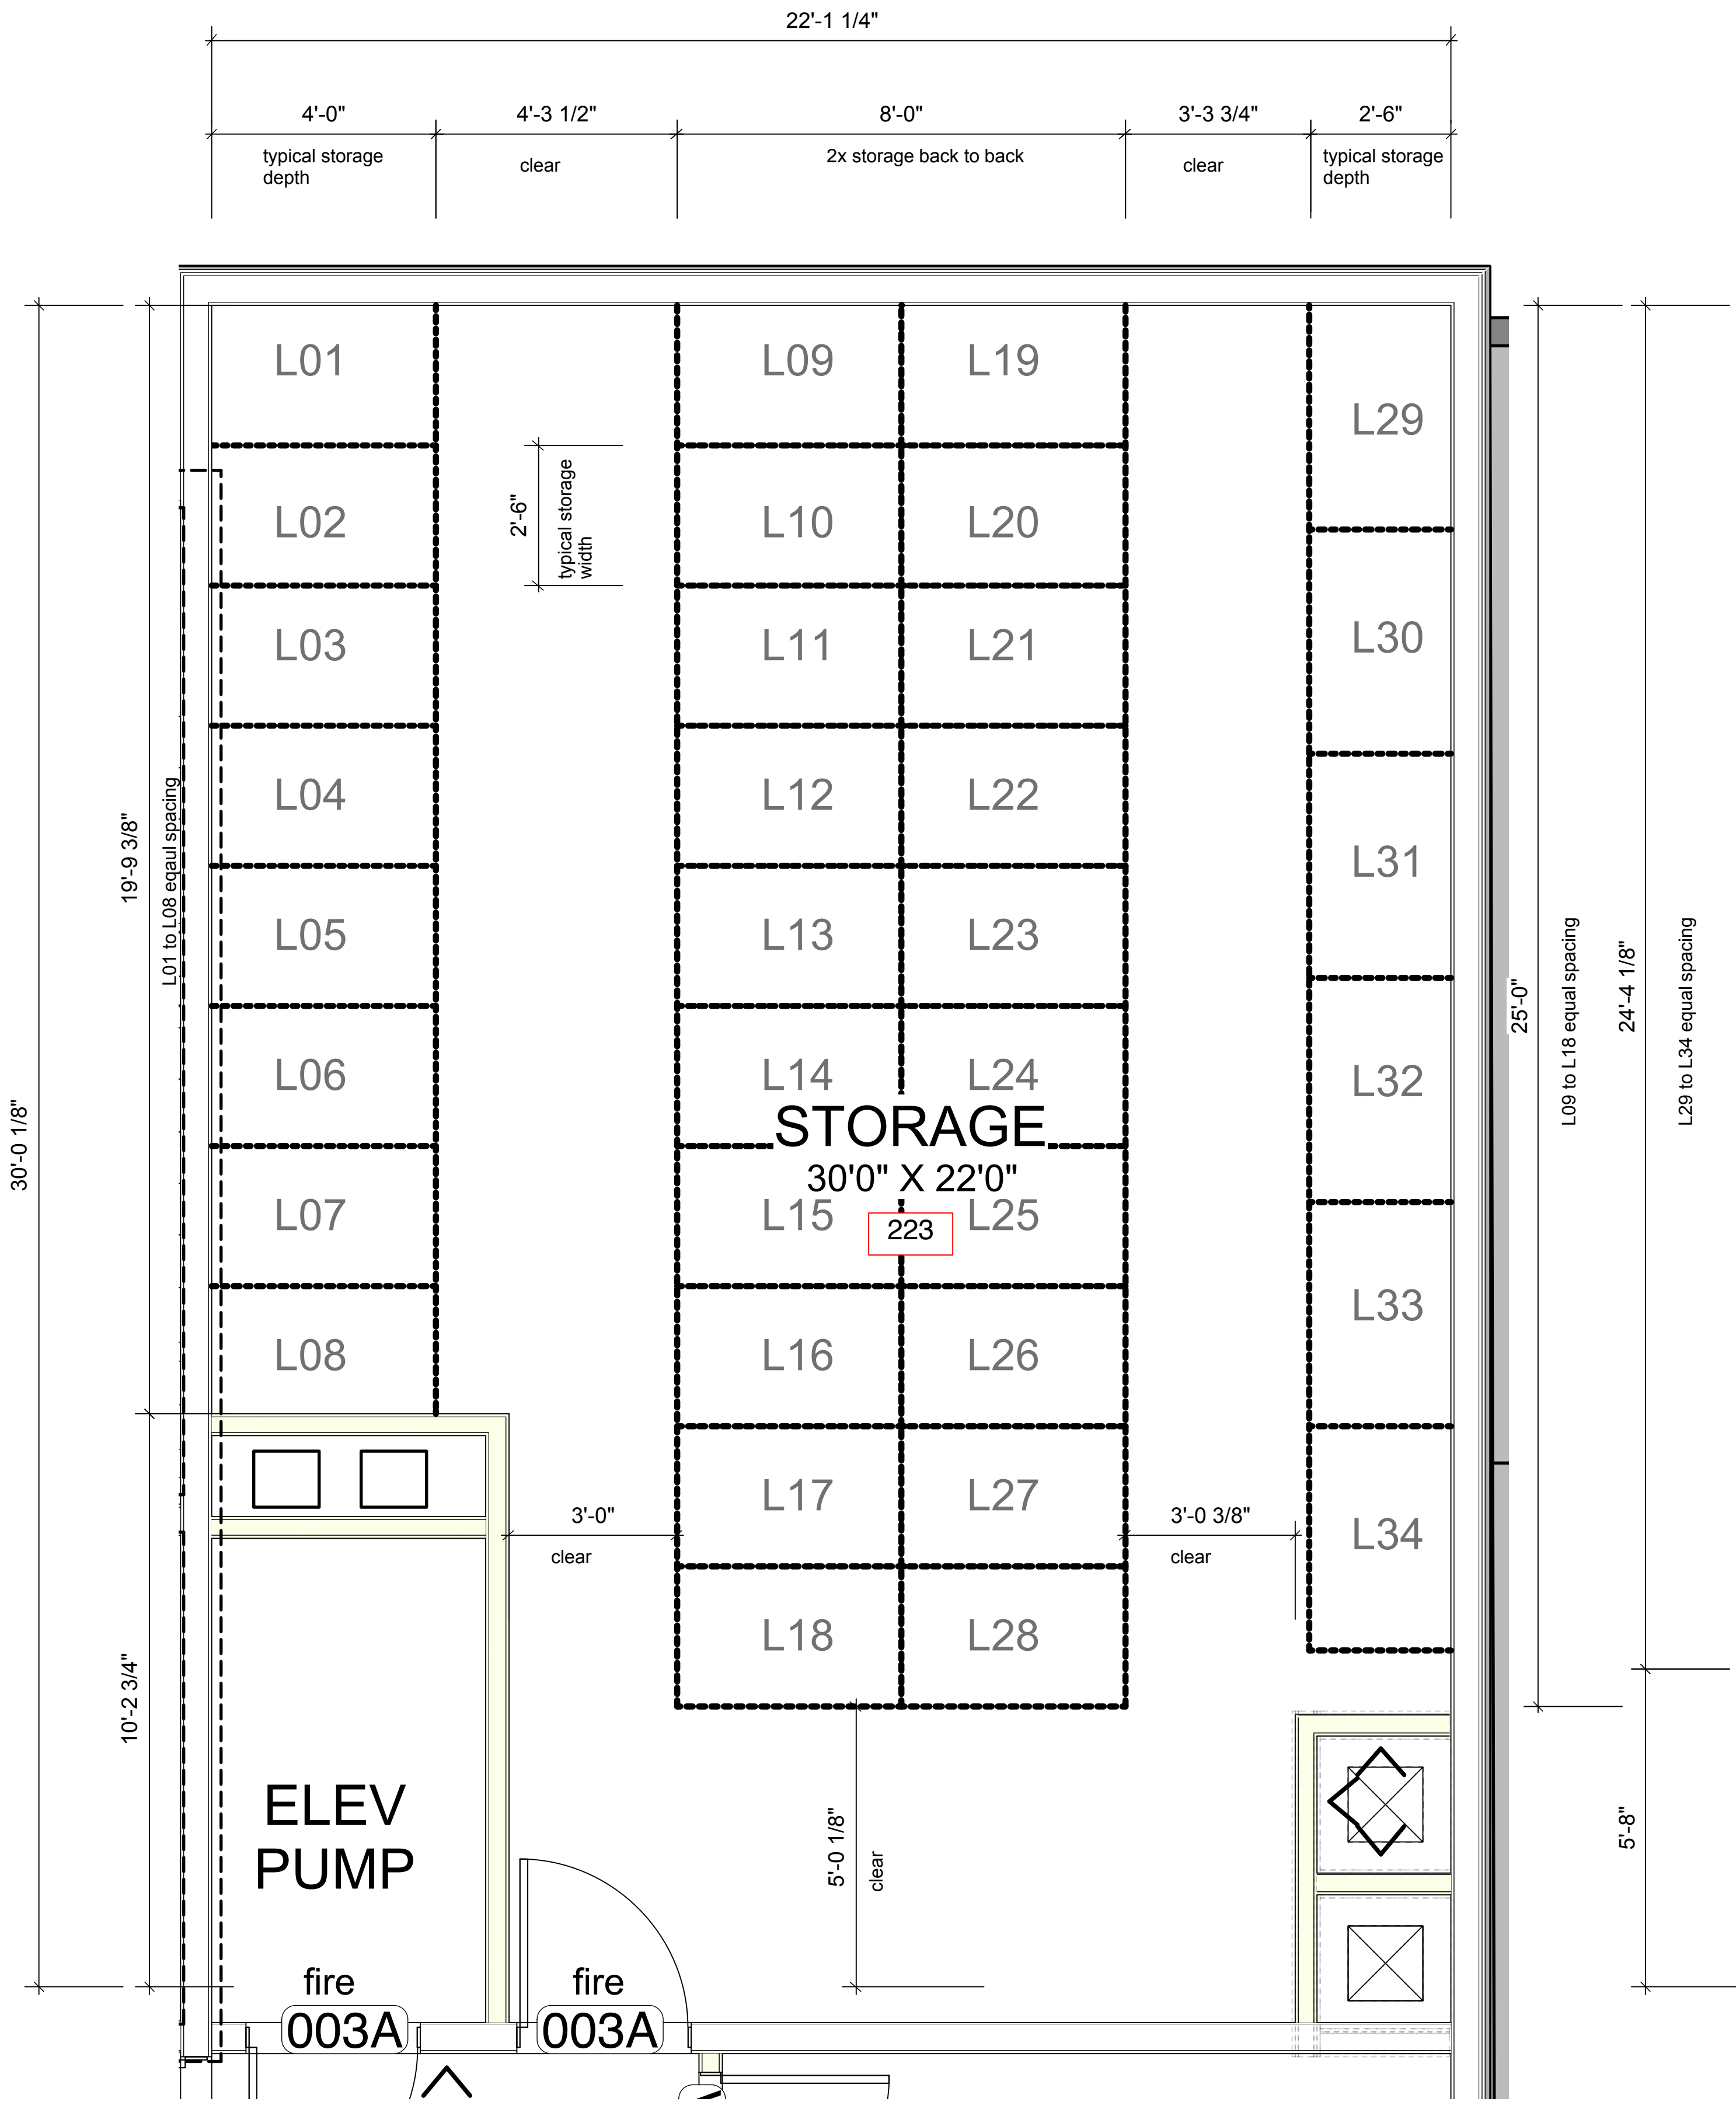 22'-1 1/4"
4'-0"
4'-3 1/2"
8'-0"
3'-3 3/4"
2'-6"
typical storage
depth
clear
2x storage back to back
clear
typical storage
depth
L01
L09
L19
L29
L02
2'-6"
typical storage
width
L10
L20
L30
L03
L11
L21
L04
L12
L22
L31
19'-9 3/8"
L01 to L08 eqaul spacing
L05
L13
L23
L06
L14
L24
L32
25'-0"
L09 to L18 equal spacing
24'-4 1/8"
L29 to L34 equal spacing
30'-0 1/8"
STORAGE
30'0" X 22'0"
L07
L15
223
L25
L33
L08
L16
L26
L17
L27
L34
3'-0"
clear
3'-0 3/8"
clear
L18
L28
10'-2 3/4"
ELEV
PUMP
5'-0 1/8"
clear
5'-8"
fire
003A
fire
003A